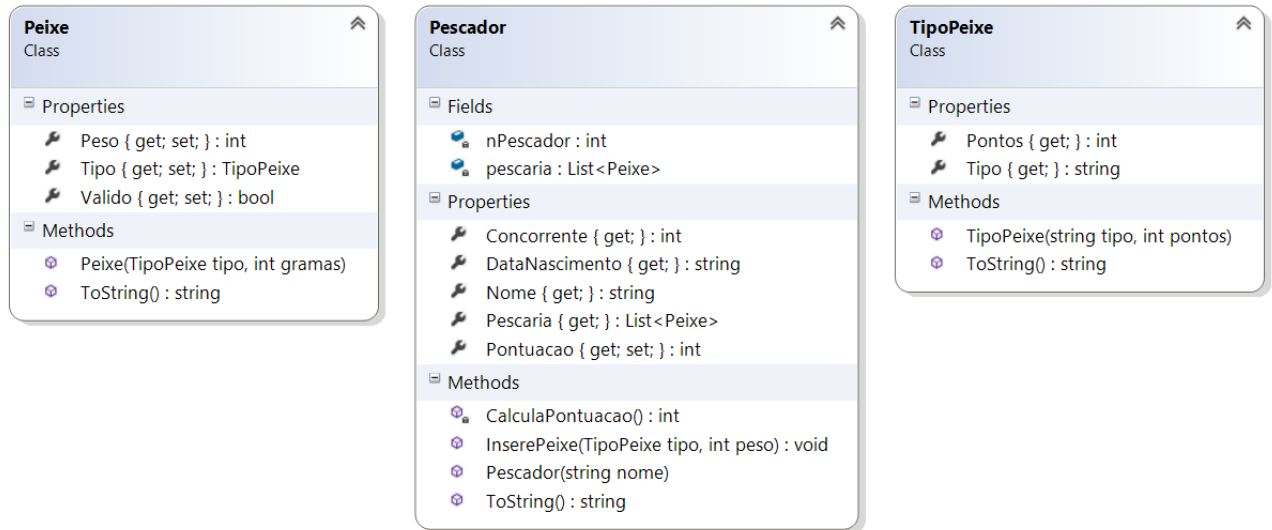 Peixe
Class
Properties
Peso { get; set; } : int
Tipo { get; set; } : TipoPeixe
Valido { get; set; } : bool
Methods
Peixe(TipoPeixe tipo, int gramas)
ToString() : string
Pescador
Class
Fields
nPescador : int
pescaria : List<Peixe>
Properties
Concorrente { get; } : int
DataNascimento { get; } : string
Nome { get; } : string
Pescaria { get; } : List<Peixe>
Pontuacao { get; set; } : int
Methods
CalculaPontuacao() : int
InserePeixe(TipoPeixe tipo, int peso) : void
Pescador(string nome)
ToString() : string
TipoPeixe
Class
Properties
Pontos { get; } : int
Tipo { get; } : string
Methods
TipoPeixe(string tipo, int pontos)
ToString() : string